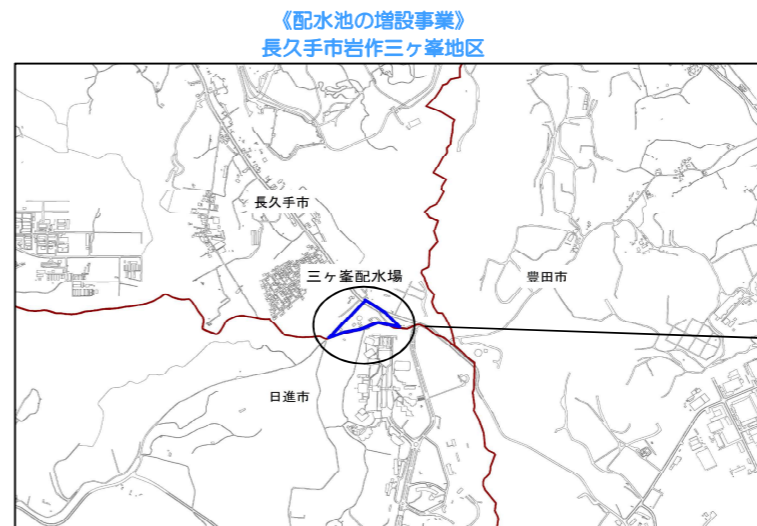 《配水池の増設事業》
長久手市岩作三ヶ峯地区
長久手市
三ヶ峯配水場
豊田市
日進市